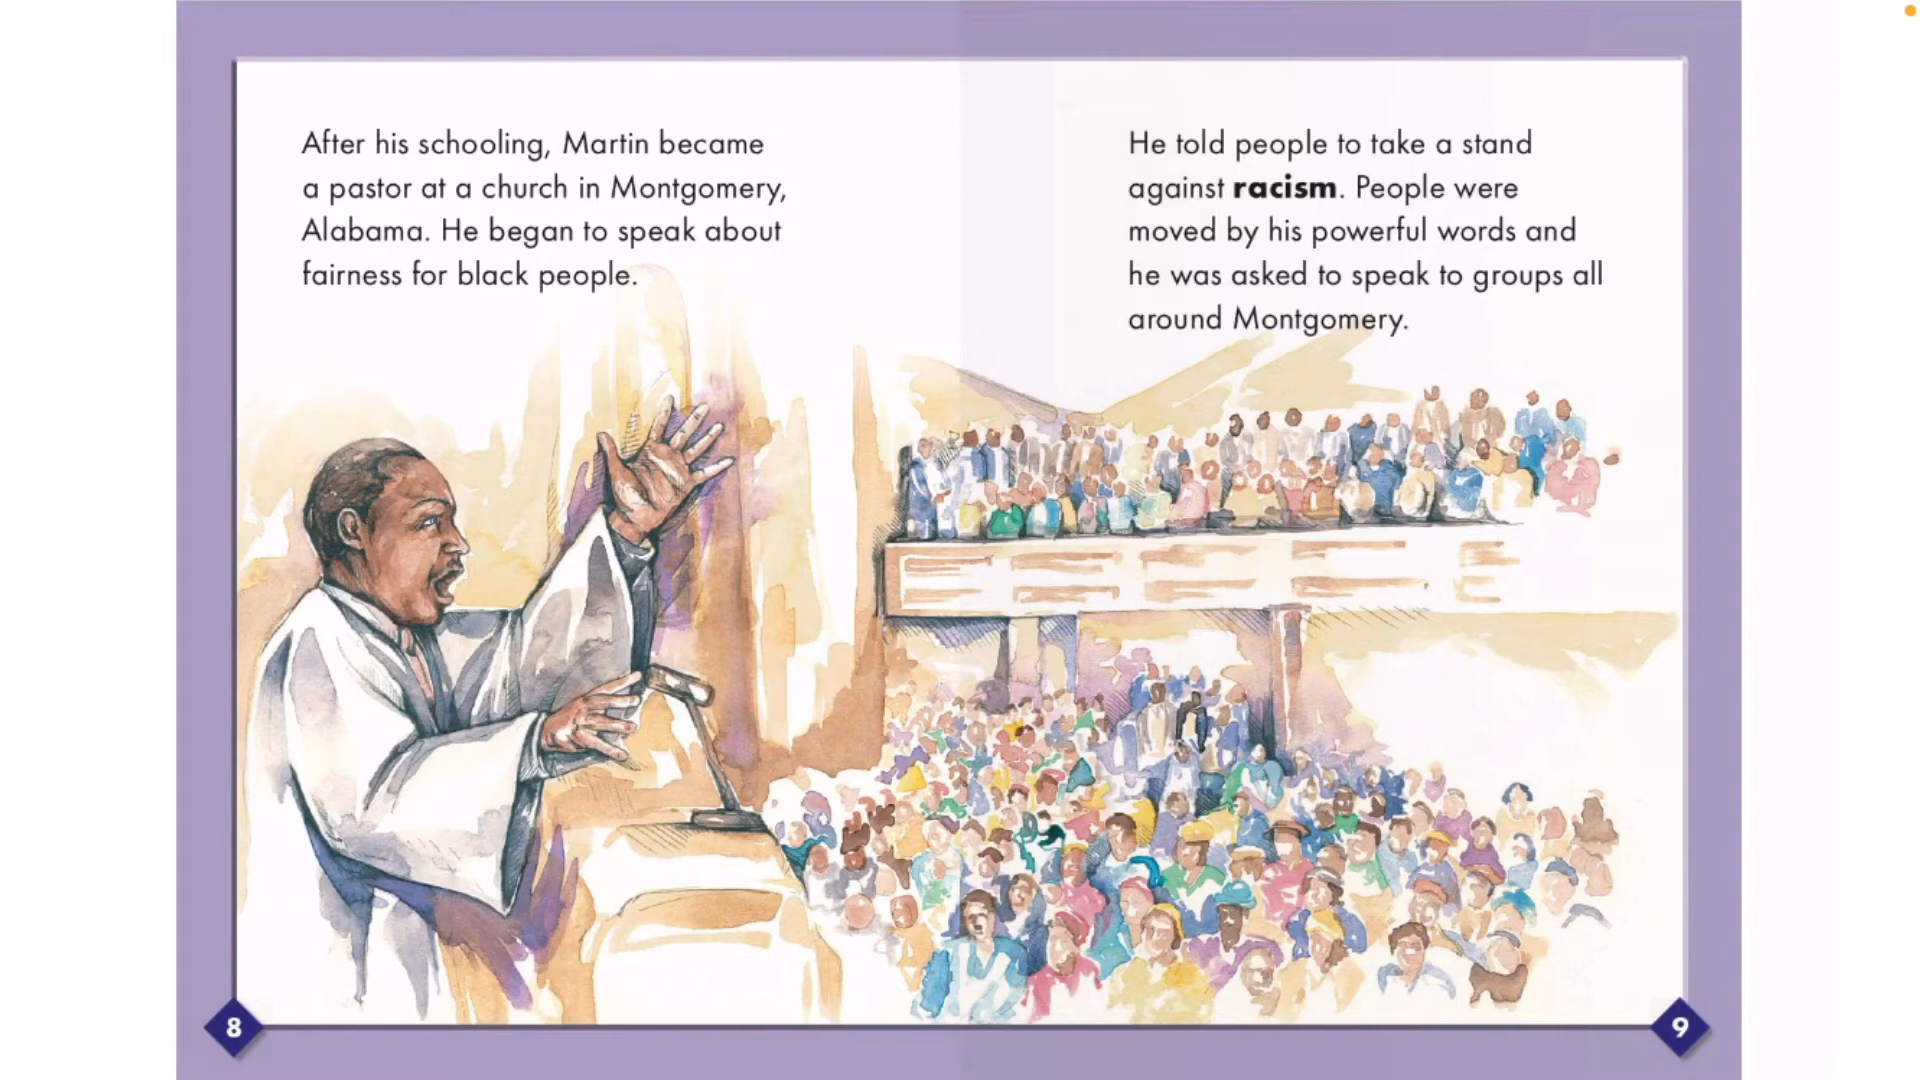 After his schooling, Martin became
a pastor at a church in Montgomery,
Alabama. He began to speak about
fairness for black people.
He told people to take a stand
against racism. People were
moved by his powerful words and
he was asked to speak to groups all
around Montgomery.
8
9